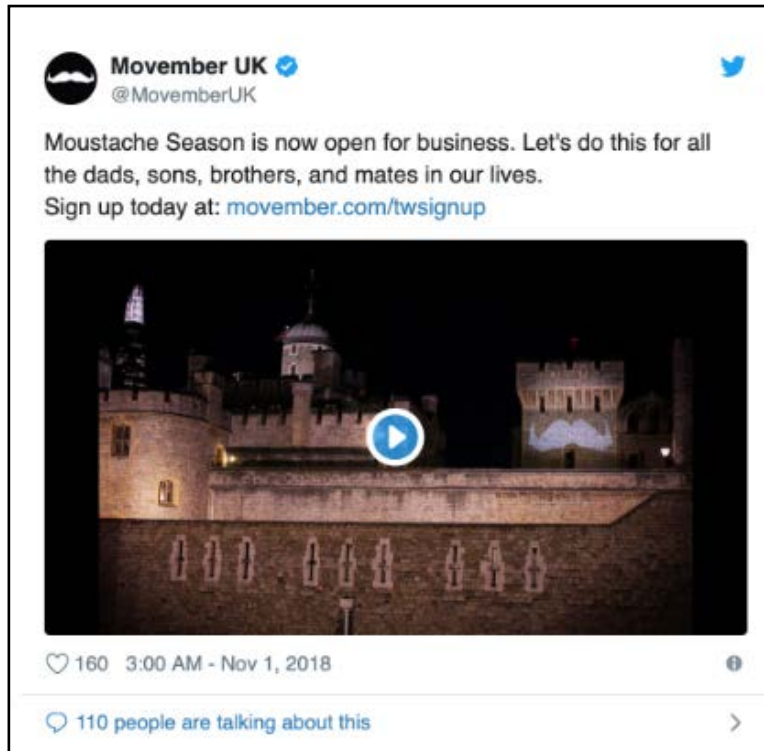 Movember UK
@MovemberUK
Moustache Season is now open for business. Let's do this for all
the dads, sons, brothers, and mates in our lives.
Sign up today at: movember.com/twsignup
160 3:00 AM - Nov 1, 2018
110 people are talking about this